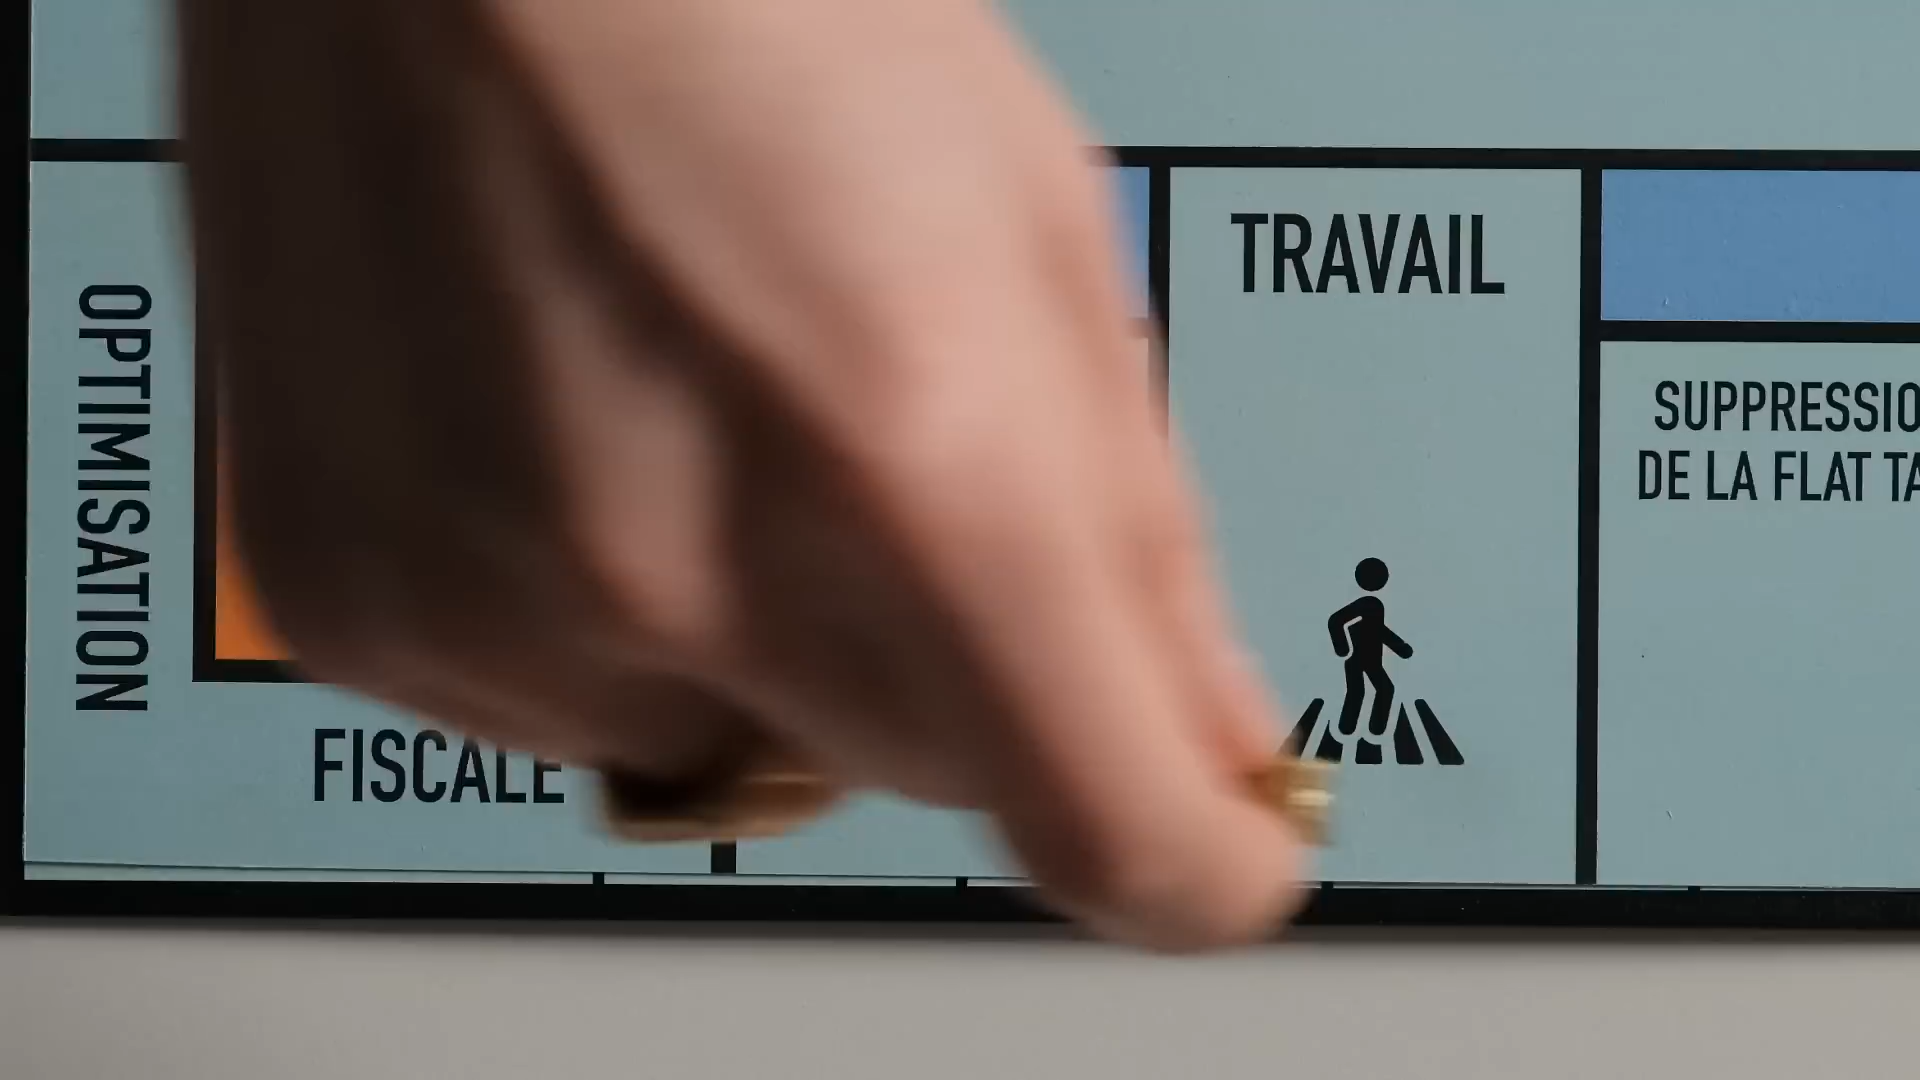 OPTIMISATION
FISCALE
TRAVAIL
SUPPRESSIO
DE LA FLAT TA